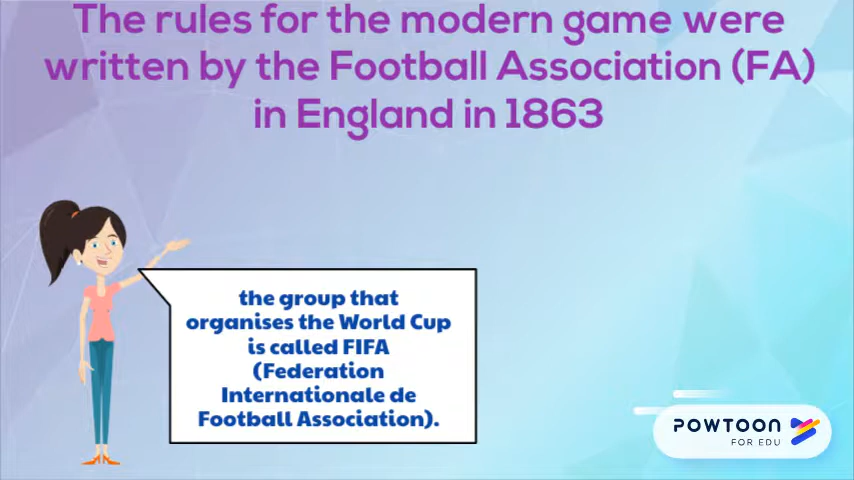 The rules for the modern game were
written by the Football Association (FA)
in England in 1863
the group that
organises the World Cup
is called FIFA
(Federation
Internationale de
Football Association).
POWTOON
FOR EDU